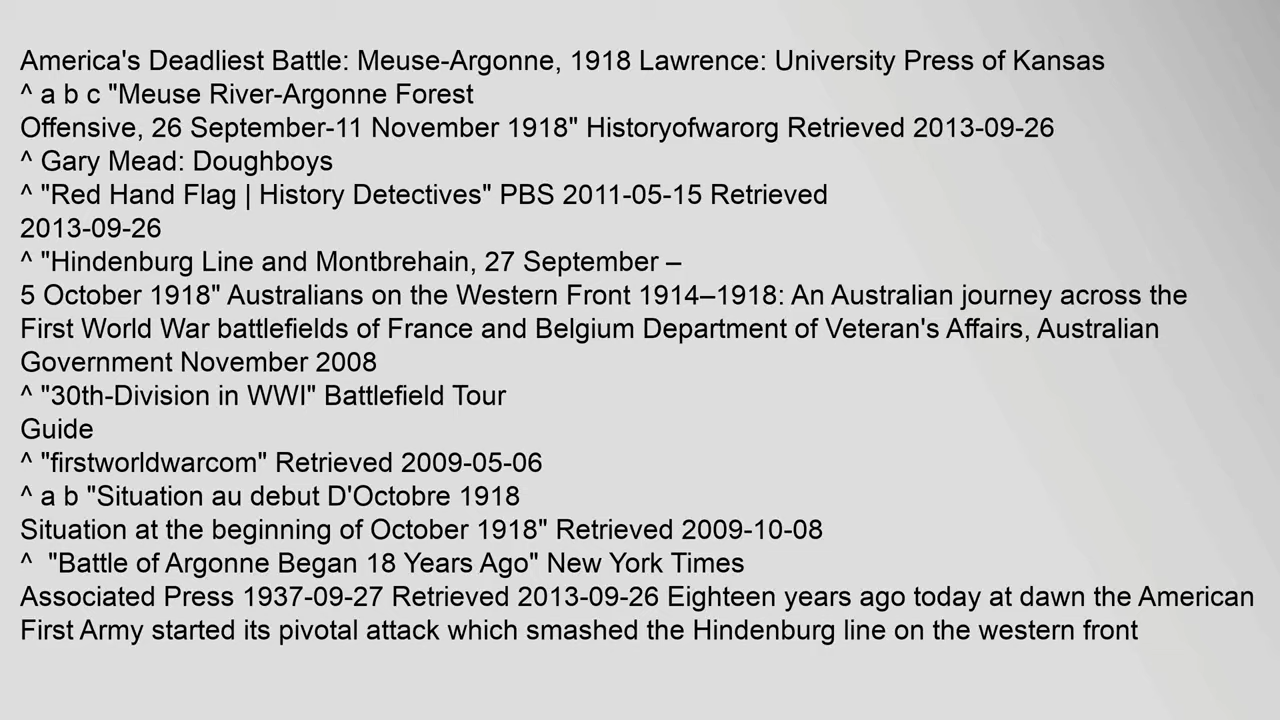 America's Deadliest Battle: Meuse-Argonne, 1918 Lawrence: University Press of Kansas
^ a b c "Meuse River-Argonne Forest
Offensive, 26 September-11 November 1918" Historyofwarorg Retrieved 2013-09-26
^ Gary Mead: Doughboys
^ "Red Hand Flag | History Detectives" PBS 2011-05-15 Retrieved
2013-09-26
^ "Hindenburg Line and Montbrehain, 27 September –
5 October 1918" Australians on the Western Front 1914–1918: An Australian journey across the
First World War battlefields of France and Belgium Department of Veteran's Affairs, Australian
Government November 2008
^ "30th-Division in WWI" Battlefield Tour
Guide
^ "firstworldwarcom" Retrieved 2009-05-06
^ a b "Situation au debut D'Octobre 1918
Situation at the beginning of October 1918" Retrieved 2009-10-08
^  "Battle of Argonne Began 18 Years Ago" New York Times
Associated Press 1937-09-27 Retrieved 2013-09-26 Eighteen years ago today at dawn the American
First Army started its pivotal attack which smashed the Hindenburg line on the western front